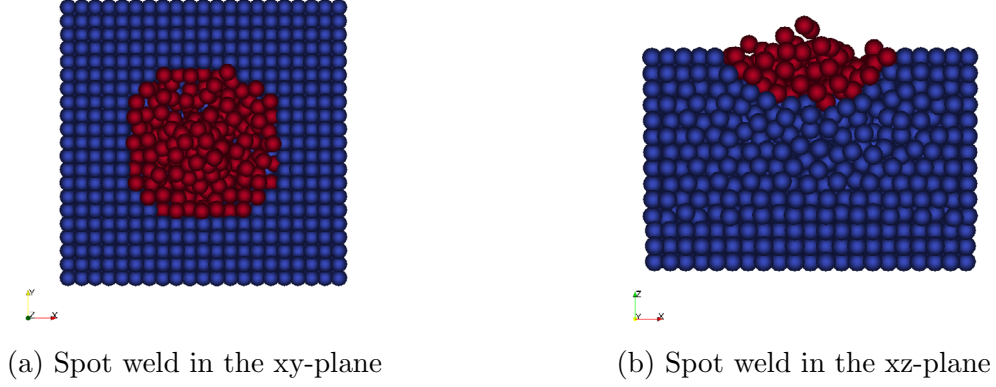 Y
Z X
Z
Y X
(a) Spot weld in the xy-plane
(b) Spot weld in the xz-plane